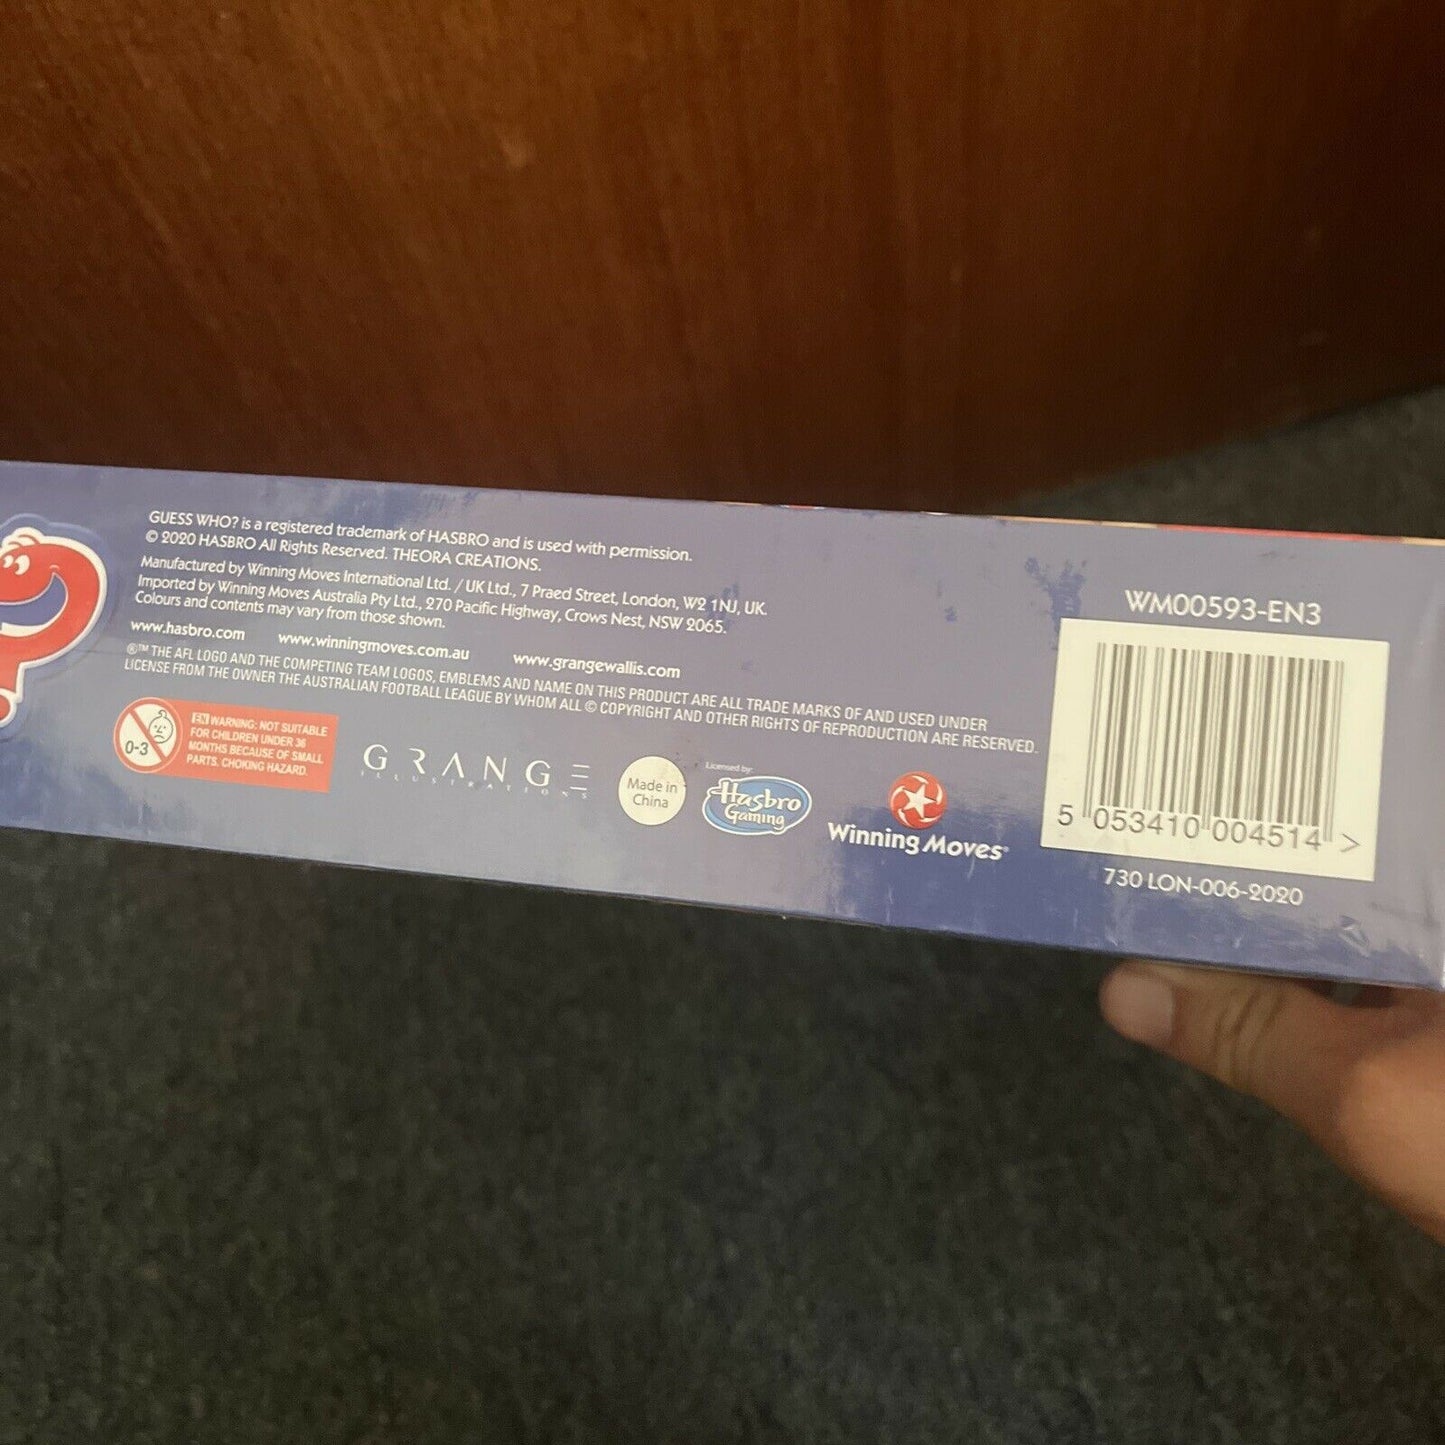 GUESS WHO? is a registered trademark of HASBRO and is used with permission.
© 2020 HASBRO All Rights Reserved. THEORA CREATIONS.
Manufactured by Winning Moves International Ltd. / UK Ltd., 7 Praed Street, London, W2 1NJ, UK.
Imported by Winning Moves Australia Pty Ltd., 270 Pacific Highway, Crows Nest, NSW 2065.
Colours and contents may vary from those shown.
www.hasbro.com www.winningmoves.com.au www.grangewallis.com
®™ THE AFL LOGO AND THE COMPETING TEAM LOGOS, EMBLEMS AND NAME ON THIS PRODUCT ARE ALL TRADE MARKS OF AND USED UNDER
LICENSE FROM THE OWNER THE AUSTRALIAN FOOTBALL LEAGUE BY WHOM ALL © COPYRIGHT AND OTHER RIGHTS OF REPRODUCTION ARE RESERVED.
0-3
EN WARNING: NOT SUITABLE
FOR CHILDREN UNDER 36
MONTHS BECAUSE OF SMALL
PARTS. CHOKING HAZARD.
GRANGE
ILLUSTRATIONS
Made in
China
Licensed by:
Hasbro
Gaming
Winning Moves®
WM00593-EN3
5 053410 004514 >
730 LON-006-2020